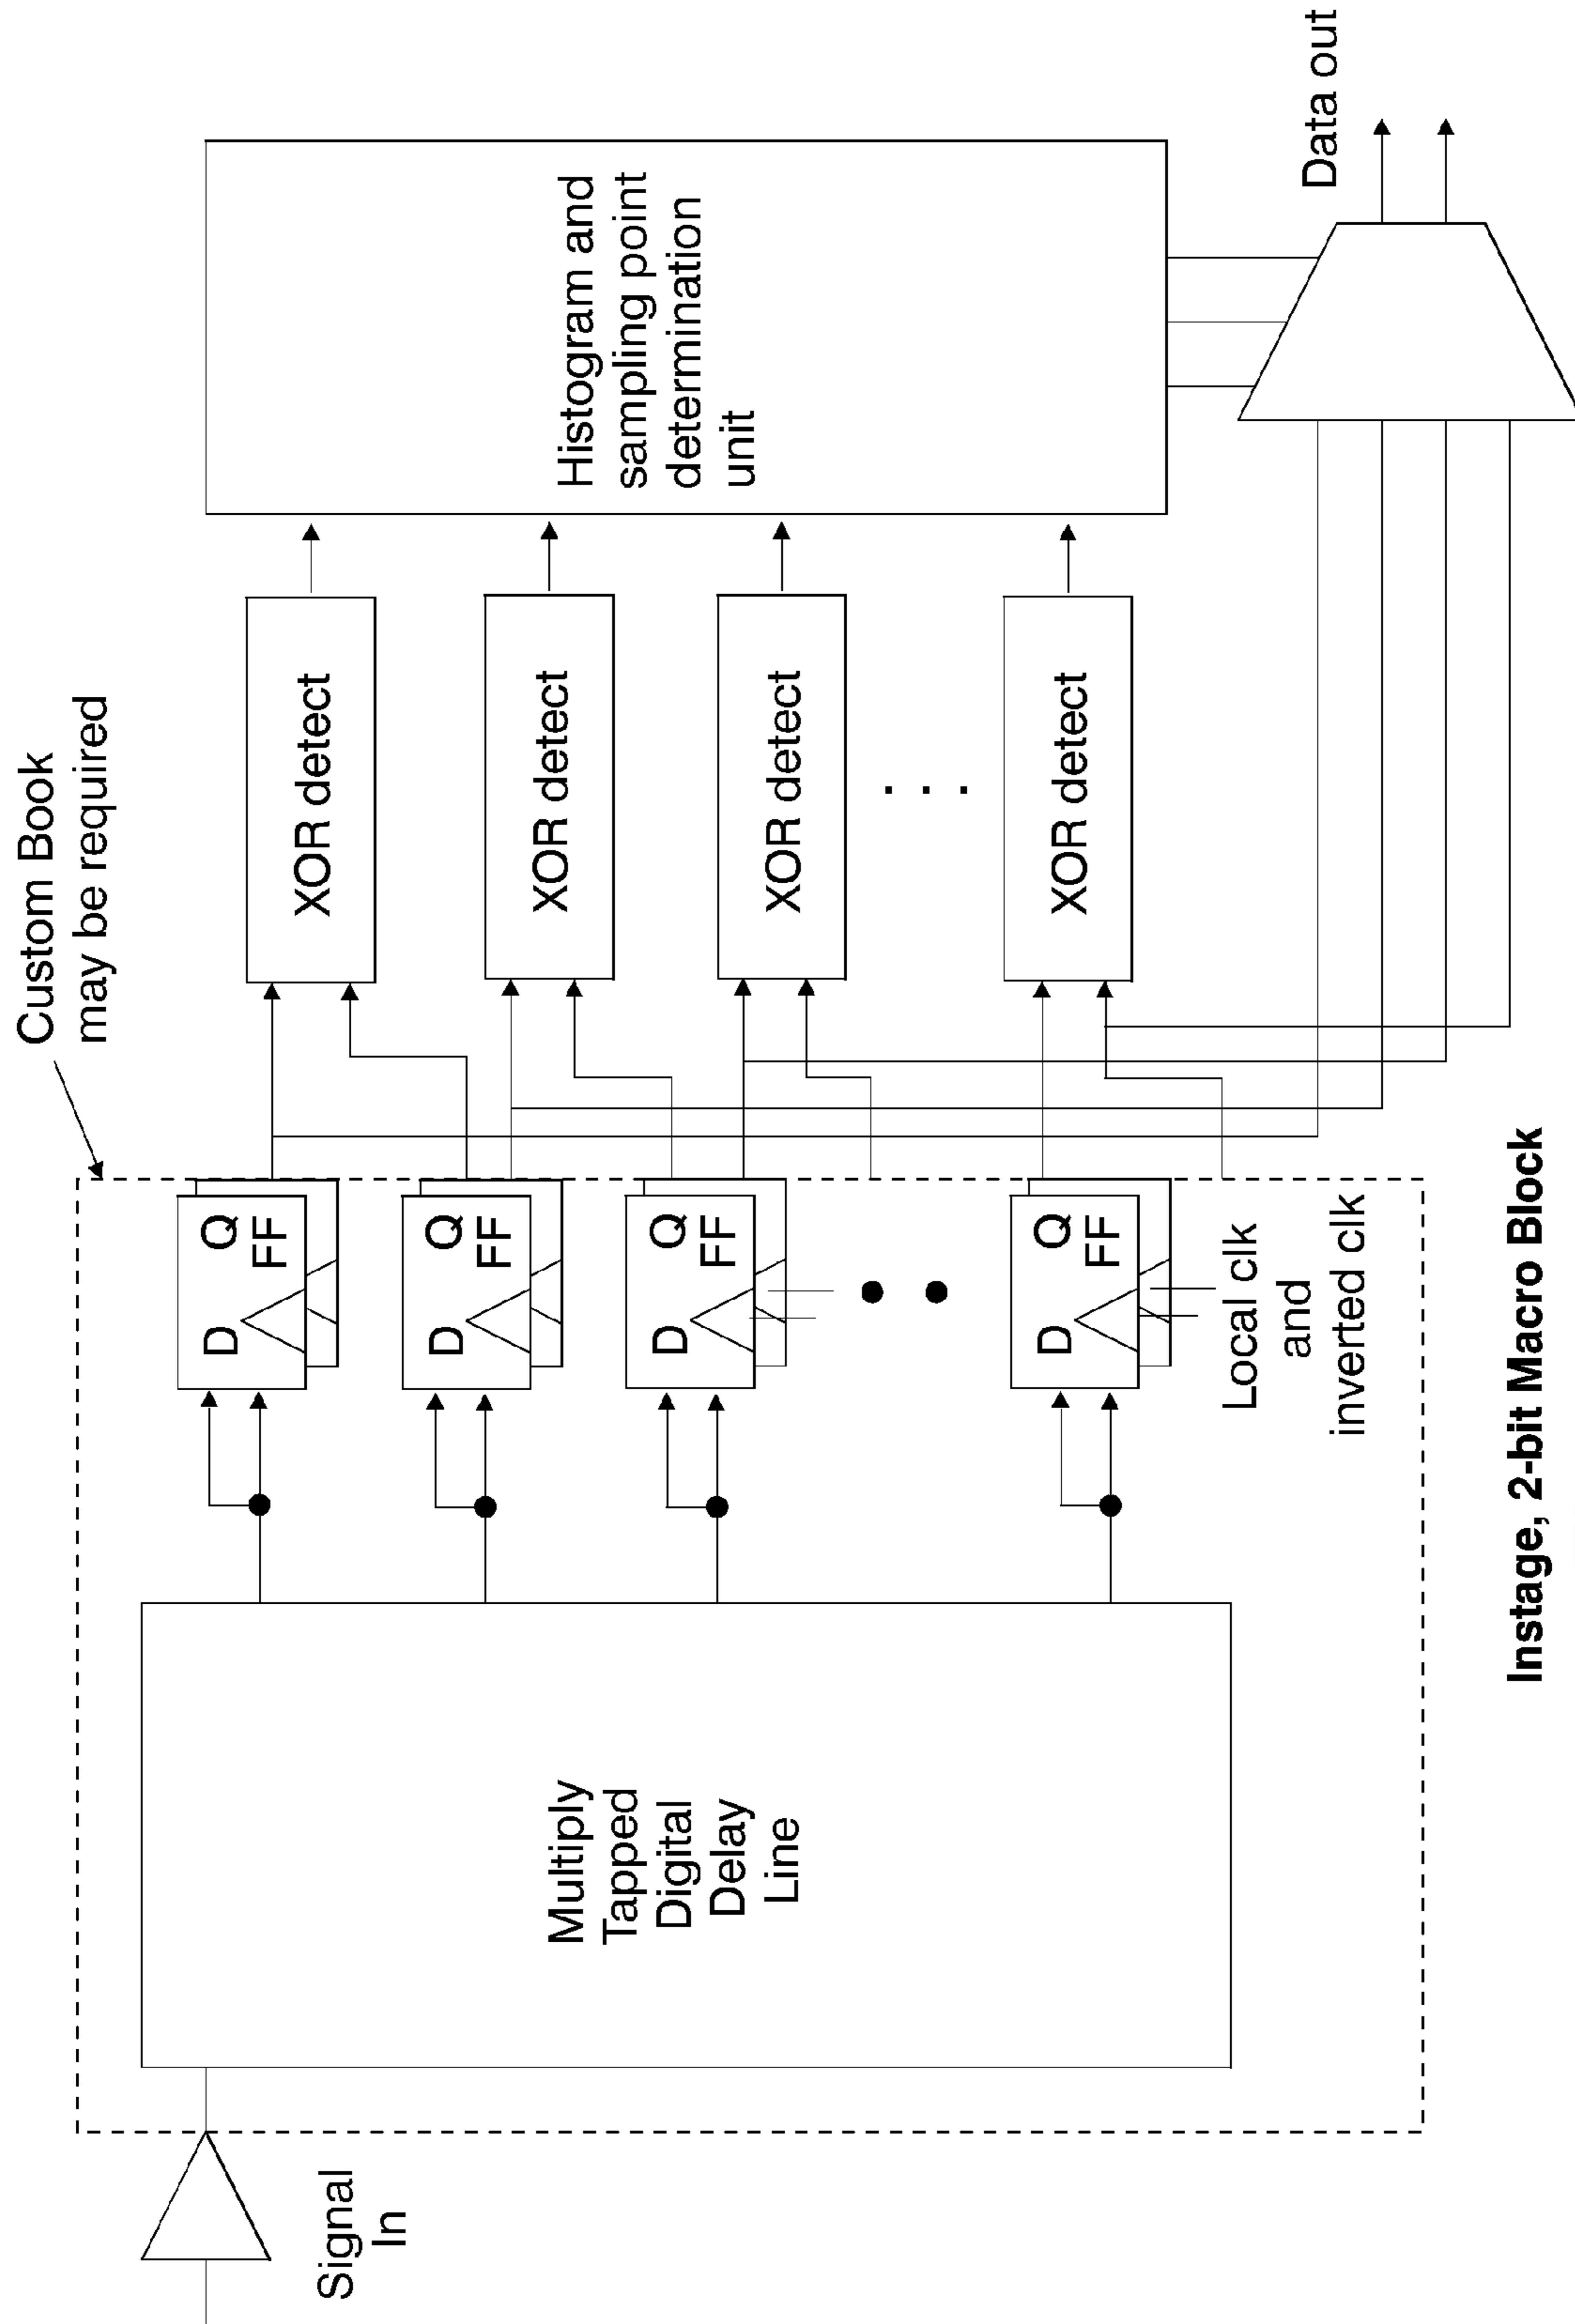 Custom Book
may be required
Signal
In
Multiply
Tapped
Digital
Delay
Line
D Q
FF
D Q
FF
D Q
FF
D Q
FF
Local clk
and
inverted clk
XOR detect
XOR detect
XOR detect
. . .
XOR detect
Histogram and
sampling point
determination
unit
Data out
Instage, 2-bit Macro Block